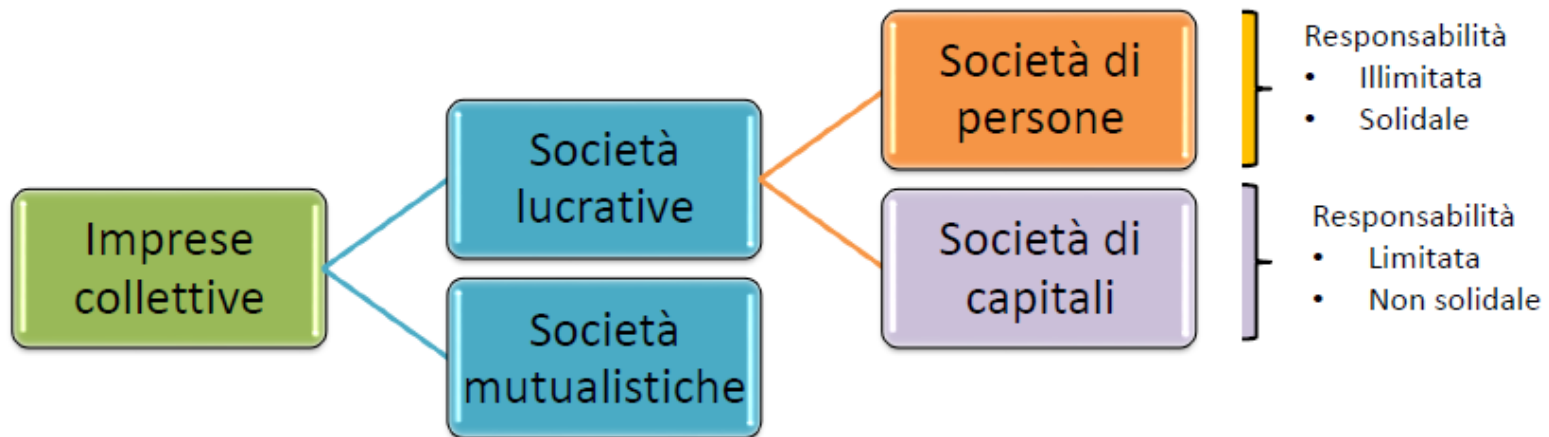 Imprese
collettive
Società
lucrative
Società
mutualistiche
Società di
persone
Società di
capitali
Responsabilità
• Illimitata
• Solidale
Responsabilità
• Limitata
• Non solidale